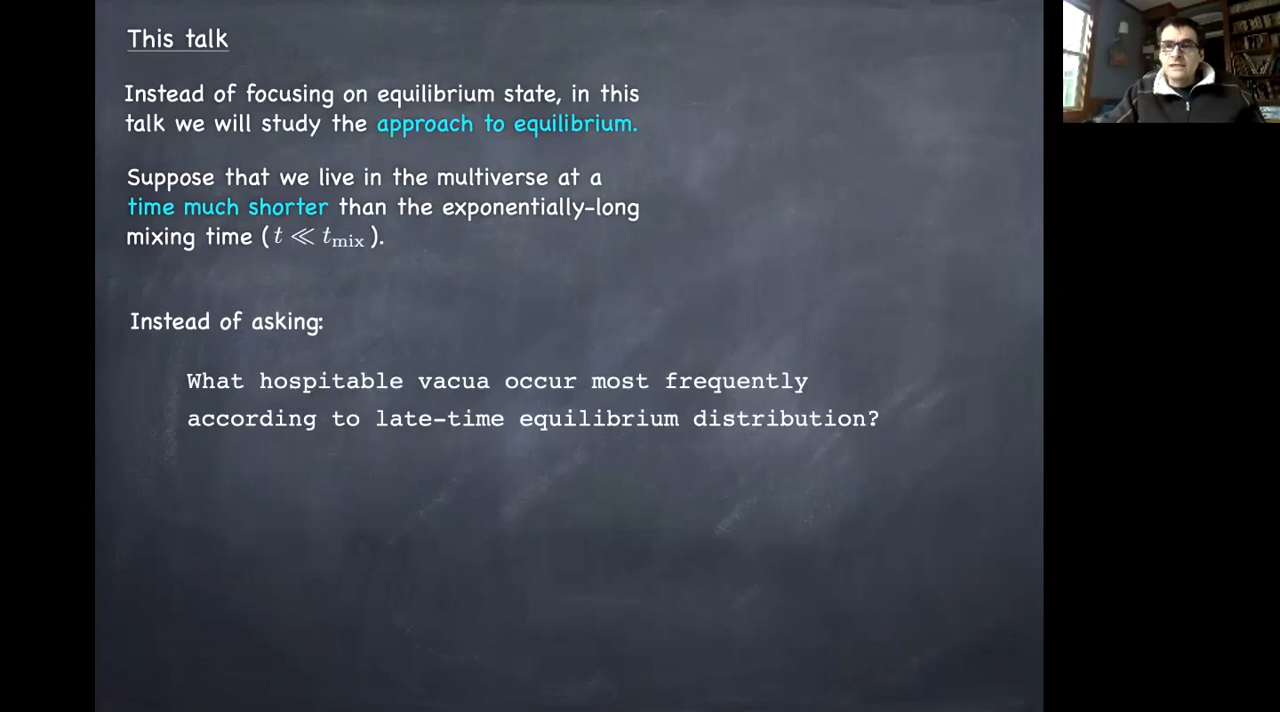 This talk
Instead of focusing on equilibrium state, in this
talk we will study the approach to equilibrium.
Suppose that we live in the multiverse at a
time much shorter than the exponentially-long
mixing time ( t ≪ t_mix ).
Instead of asking:
What hospitable vacua occur most frequently
according to late-time equilibrium distribution?